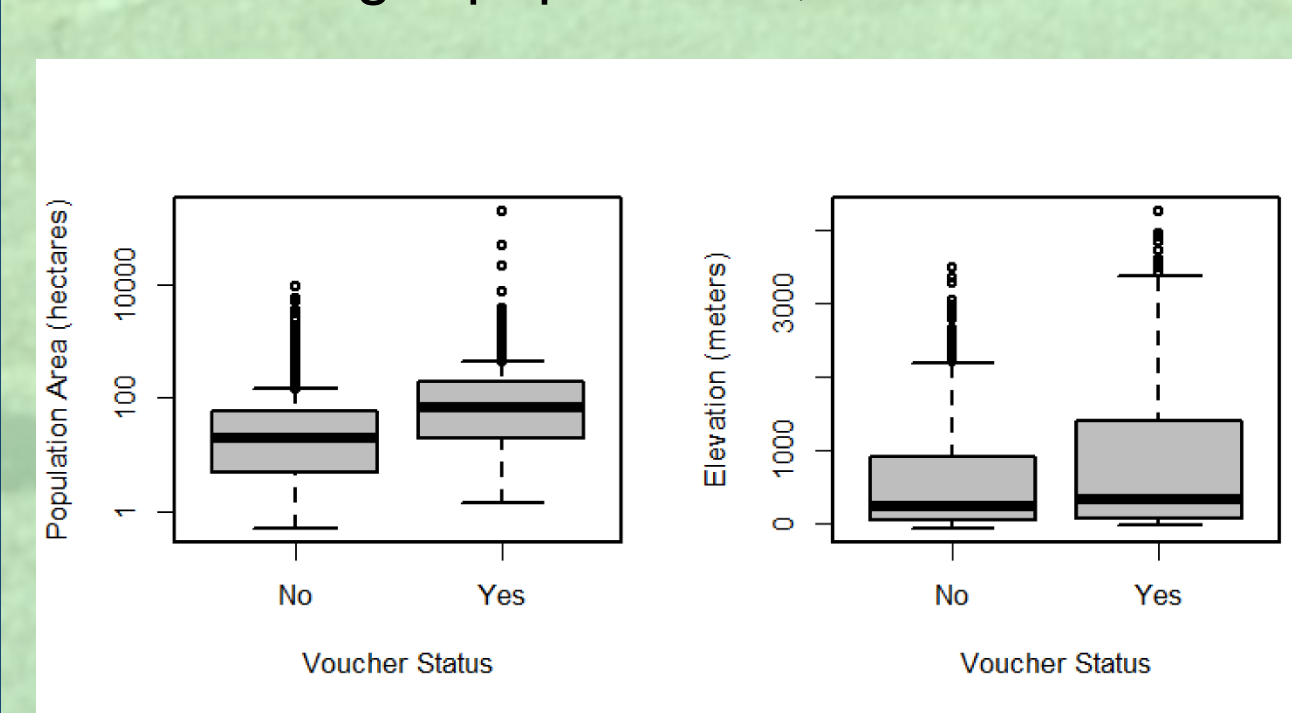 Population Area (hectares)
10000
100
1
No
Yes
Voucher Status
Elevation (meters)
3000
1000
0
No
Yes
Voucher Status